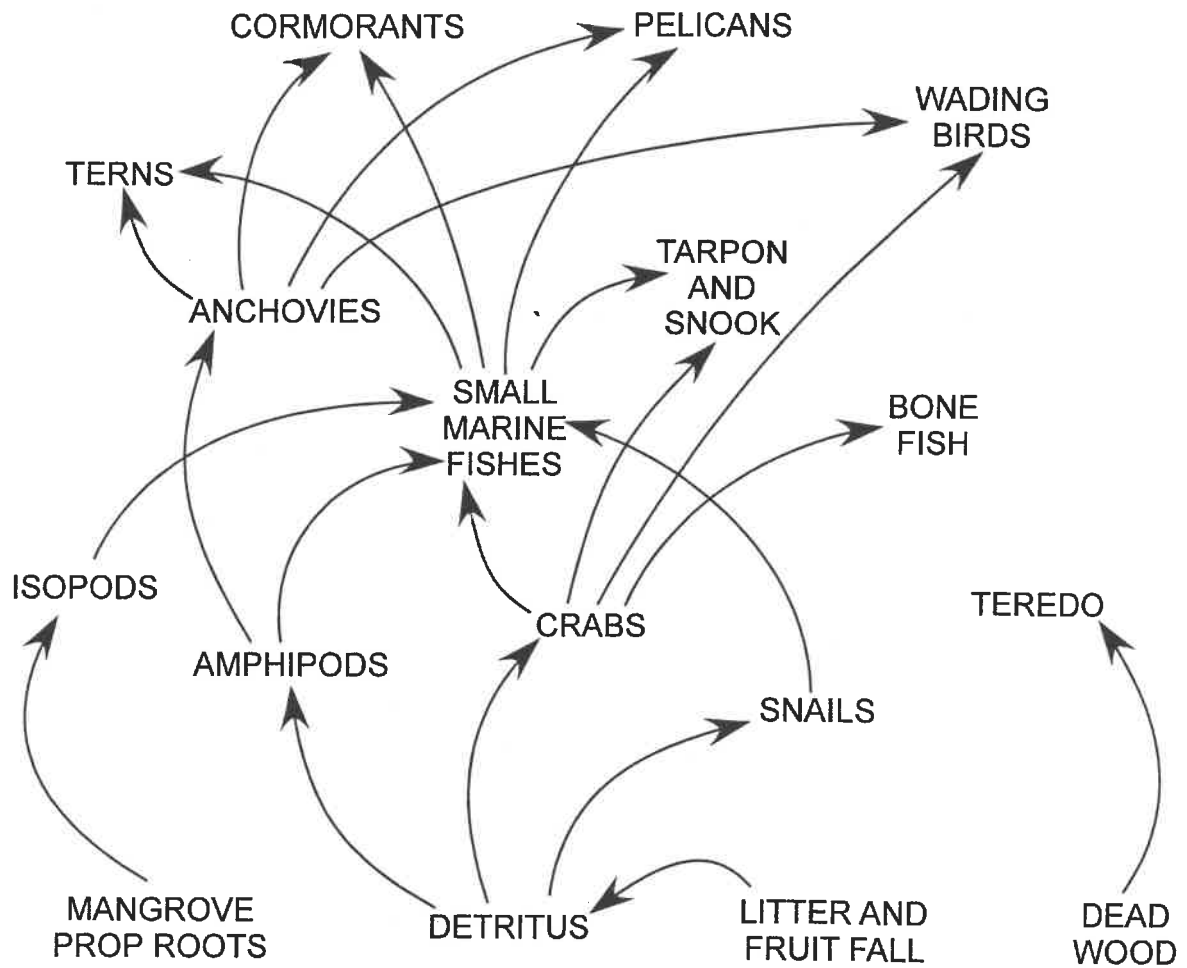 CORMORANTS
PELICANS
WADING
BIRDS
TERNS
TARPON
AND
SNOOK
ANCHOVIES
SMALL
MARINE
FISHES
BONE
FISH
ISOPODS
TEREDO
CRABS
AMPHIPODS
SNAILS
MANGROVE
PROP ROOTS
DETRITUS
LITTER AND
FRUIT FALL
DEAD
WOOD